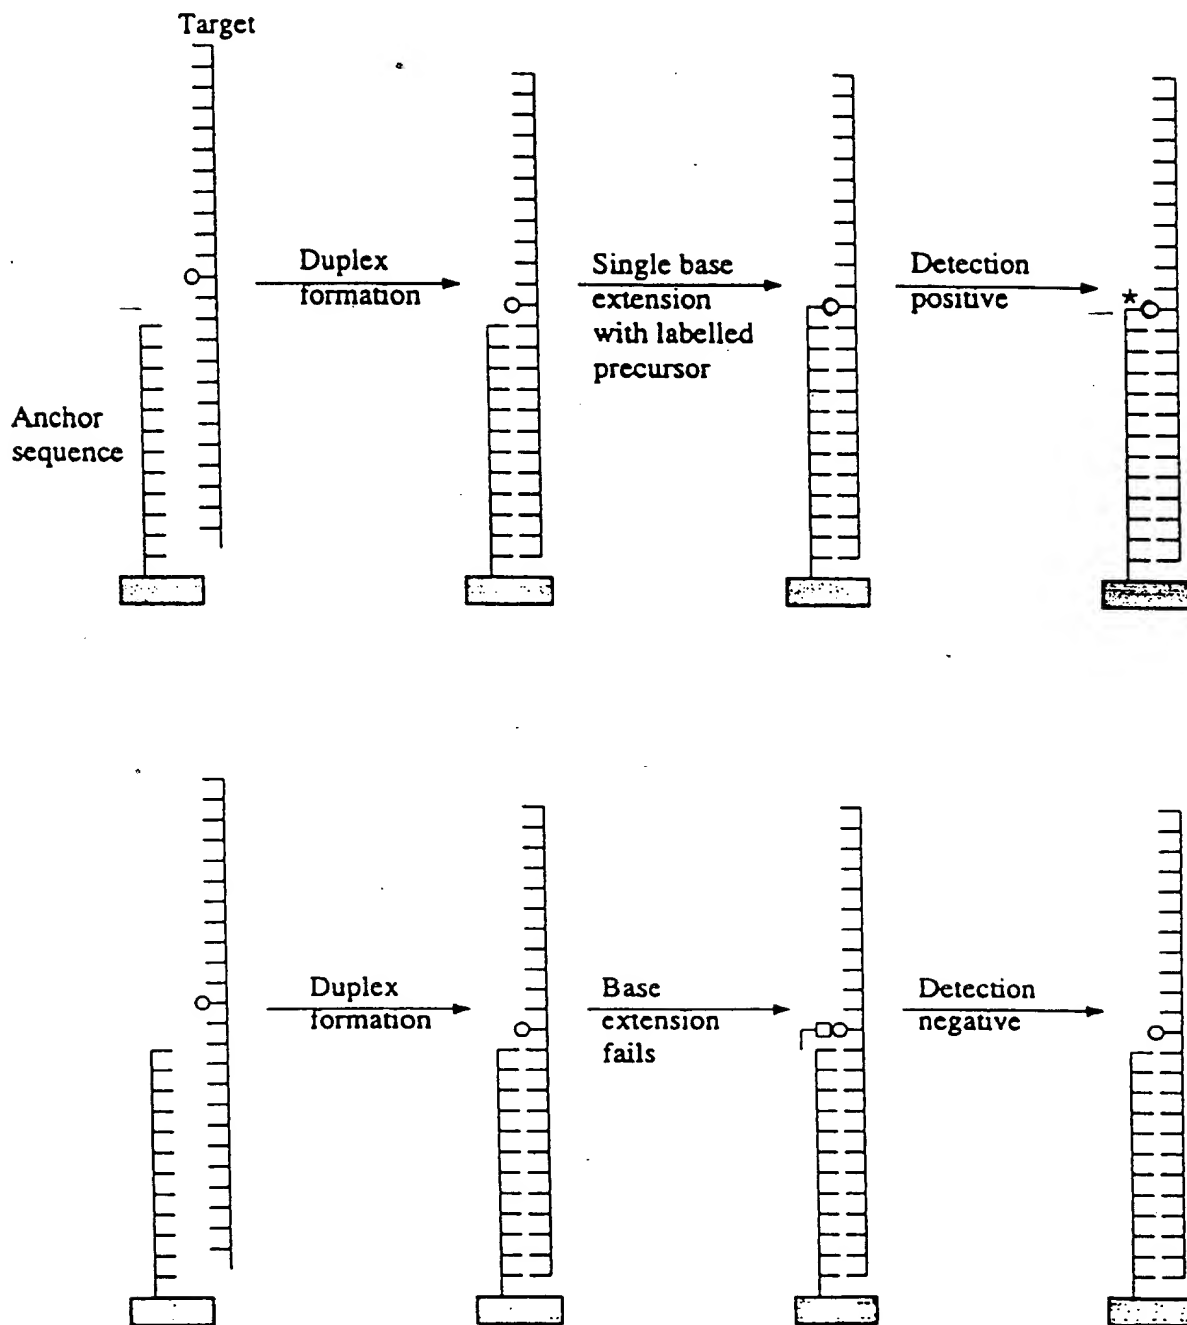 Target
Duplex
formation
Single base
extension
with labelled
precursor
Detection
positive
*
Anchor
sequence
Duplex
formation
Base
extension
fails
Detection
negative